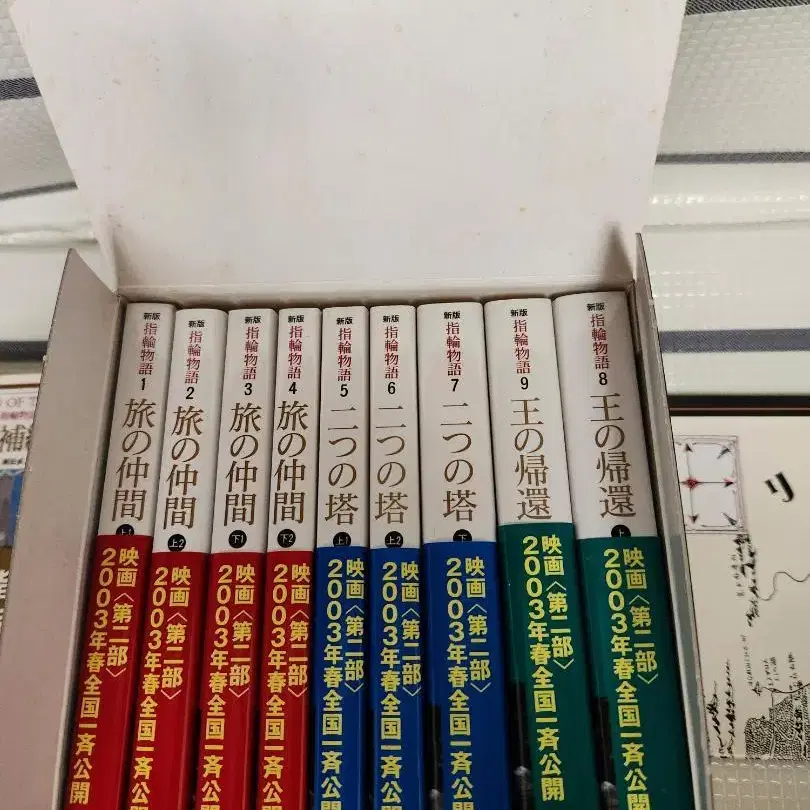 新版 指輪物語 1 旅の仲間 上1
映画〈第二部〉
2003年春全国一斉公開
新版 指輪物語 2 旅の仲間 上2
映画〈第二部〉
2003年春全国一斉公開
新版 指輪物語 3 旅の仲間 下1
映画〈第二部〉
2003年春全国一斉公開
新版 指輪物語 4 旅の仲間 下2
映画〈第二部〉
2003年春全国一斉公開
新版 指輪物語 5 二つの塔 上1
映画〈第二部〉
2003年春全国一斉公開
新版 指輪物語 6 二つの塔 上2
映画〈第二部〉
2003年春全国一斉公開
新版 指輪物語 7 二つの塔 下
映画〈第二部〉
2003年春全国一斉公開
新版 指輪物語 9 王の帰還
映画〈第二部〉
2003年春全国一斉公開
新版 指輪物語 8 王の帰還 上
映画〈第二部〉
2003年春全国一斉公開
OF
補
リ